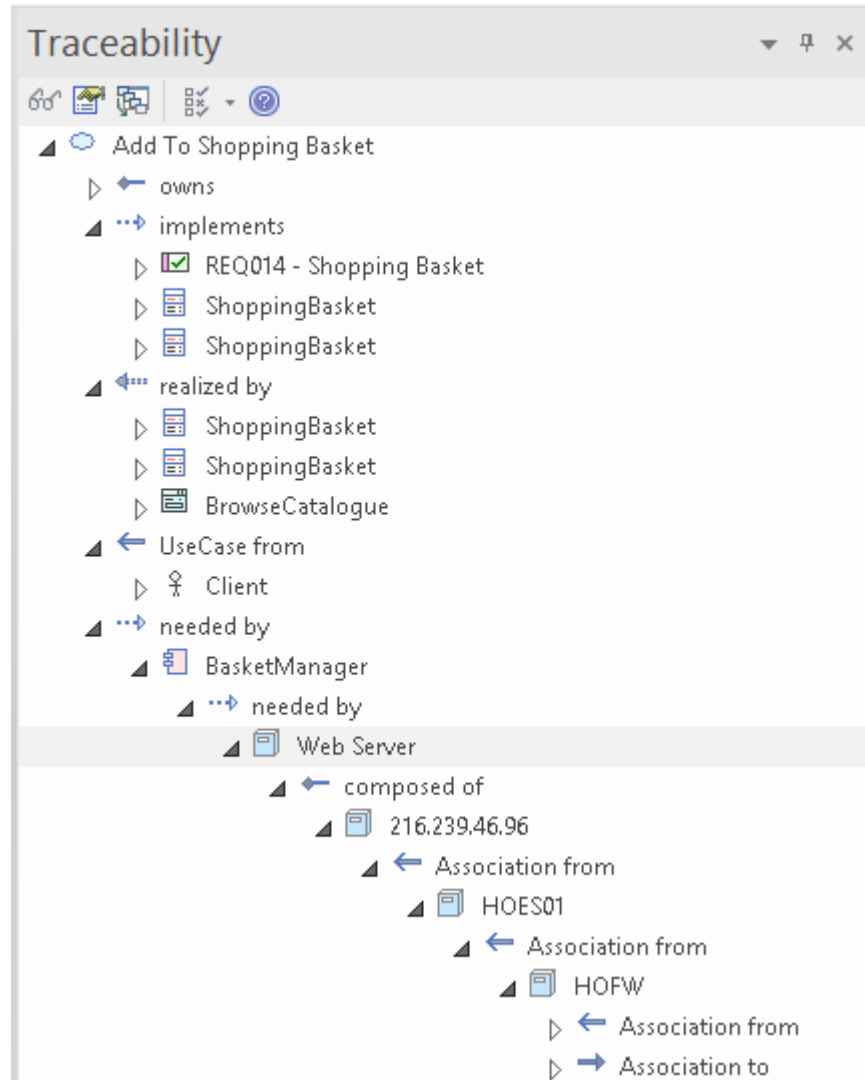 Traceability
Add To Shopping Basket
owns
implements
REQ014 - Shopping Basket
ShoppingBasket
ShoppingBasket
realized by
ShoppingBasket
ShoppingBasket
BrowseCatalogue
UseCase from
Client
needed by
BasketManager
needed by
Web Server
composed of
216.239.46.96
Association from
HOES01
Association from
HOFW
Association from
Association to